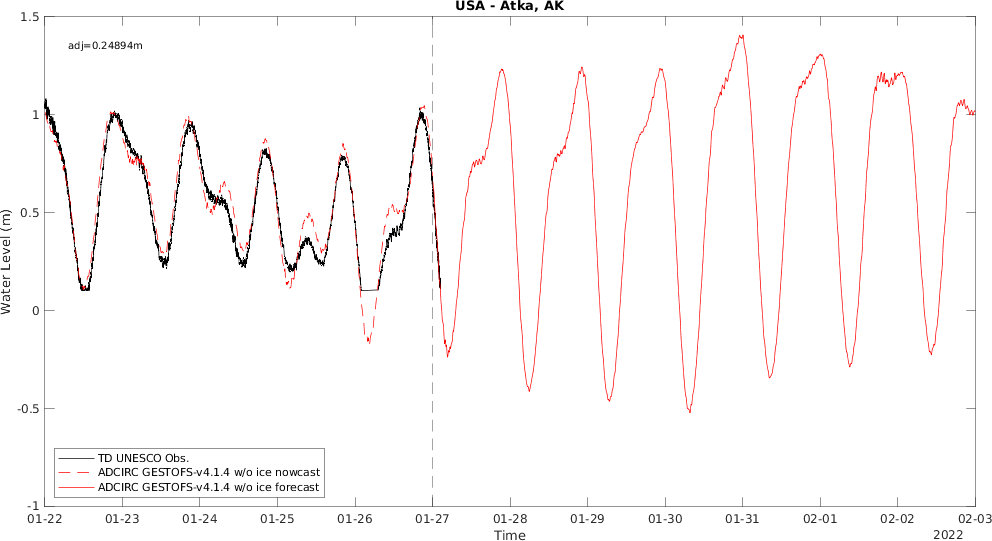 USA - Atka, AK
adj=0.24894m
1.5
1
0.5
0
-0.5
-1
Water Level (m)
TD UNESCO Obs.
ADCIRC GESTOFS-v4.1.4 w/o ice nowcast
ADCIRC GESTOFS-v4.1.4 w/o ice forecast
01-22 01-23 01-24 01-25 01-26 01-27 01-28 01-29 01-30 01-31 02-01 02-02 02-03
Time
2022